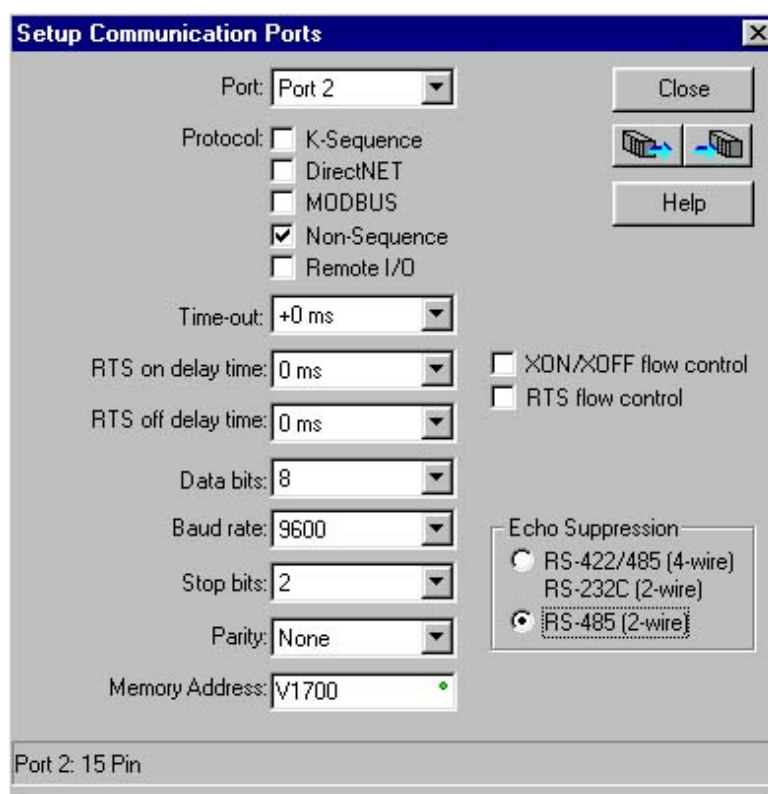 Setup Communication Ports
Port: Port 2
Close
Protocol: K-Sequence
DirectNET
MODBUS
Help
Non-Sequence
Remote I/O
Time-out: +0 ms
RTS on delay time: 0 ms
XON/XOFF flow control
RTS flow control
RTS off delay time: 0 ms
Data bits: 8
Baud rate: 9600
Echo Suppression
RS-422/485 (4-wire)
RS-232C (2-wire)
Stop bits: 2
RS-485 (2-wire)
Parity: None
Memory Address: V1700
Port 2: 15 Pin